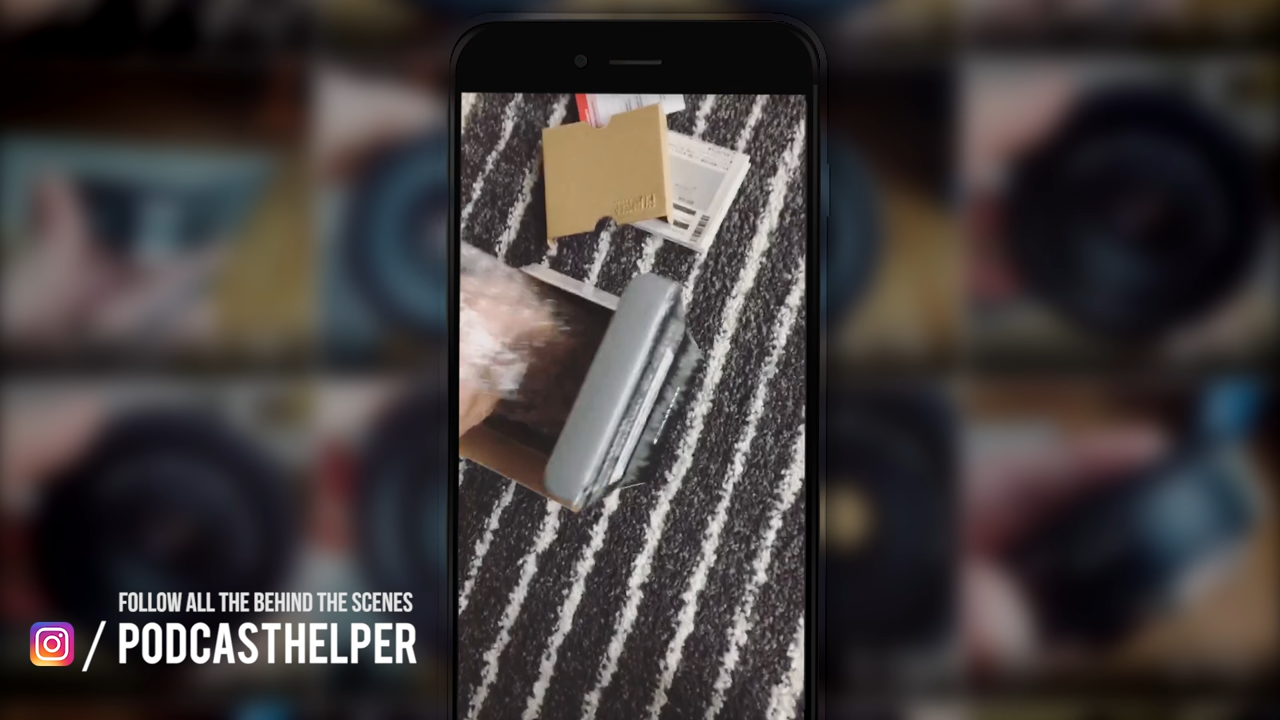 FOLLOW ALL THE BEHIND THE SCENES
/ PODCASTHELPER